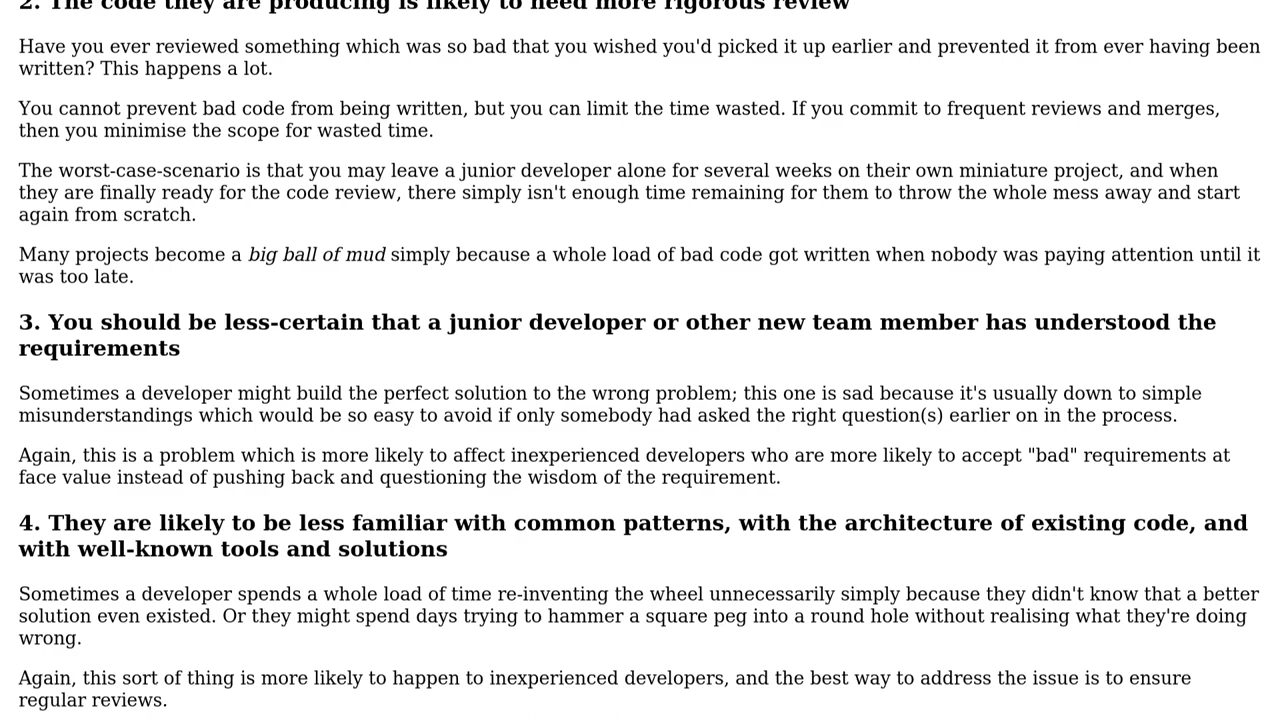 2. The code they are producing is likely to need more rigorous review
Have you ever reviewed something which was so bad that you wished you'd picked it up earlier and prevented it from ever having been
written? This happens a lot.
You cannot prevent bad code from being written, but you can limit the time wasted. If you commit to frequent reviews and merges,
then you minimise the scope for wasted time.
The worst-case-scenario is that you may leave a junior developer alone for several weeks on their own miniature project, and when
they are finally ready for the code review, there simply isn't enough time remaining for them to throw the whole mess away and start
again from scratch.
Many projects become a big ball of mud simply because a whole load of bad code got written when nobody was paying attention until it
was too late.
3. You should be less-certain that a junior developer or other new team member has understood the
requirements
Sometimes a developer might build the perfect solution to the wrong problem; this one is sad because it's usually down to simple
misunderstandings which would be so easy to avoid if only somebody had asked the right question(s) earlier on in the process.
Again, this is a problem which is more likely to affect inexperienced developers who are more likely to accept "bad" requirements at
face value instead of pushing back and questioning the wisdom of the requirement.
4. They are likely to be less familiar with common patterns, with the architecture of existing code, and
with well-known tools and solutions
Sometimes a developer spends a whole load of time re-inventing the wheel unnecessarily simply because they didn't know that a better
solution even existed. Or they might spend days trying to hammer a square peg into a round hole without realising what they're doing
wrong.
Again, this sort of thing is more likely to happen to inexperienced developers, and the best way to address the issue is to ensure
regular reviews.